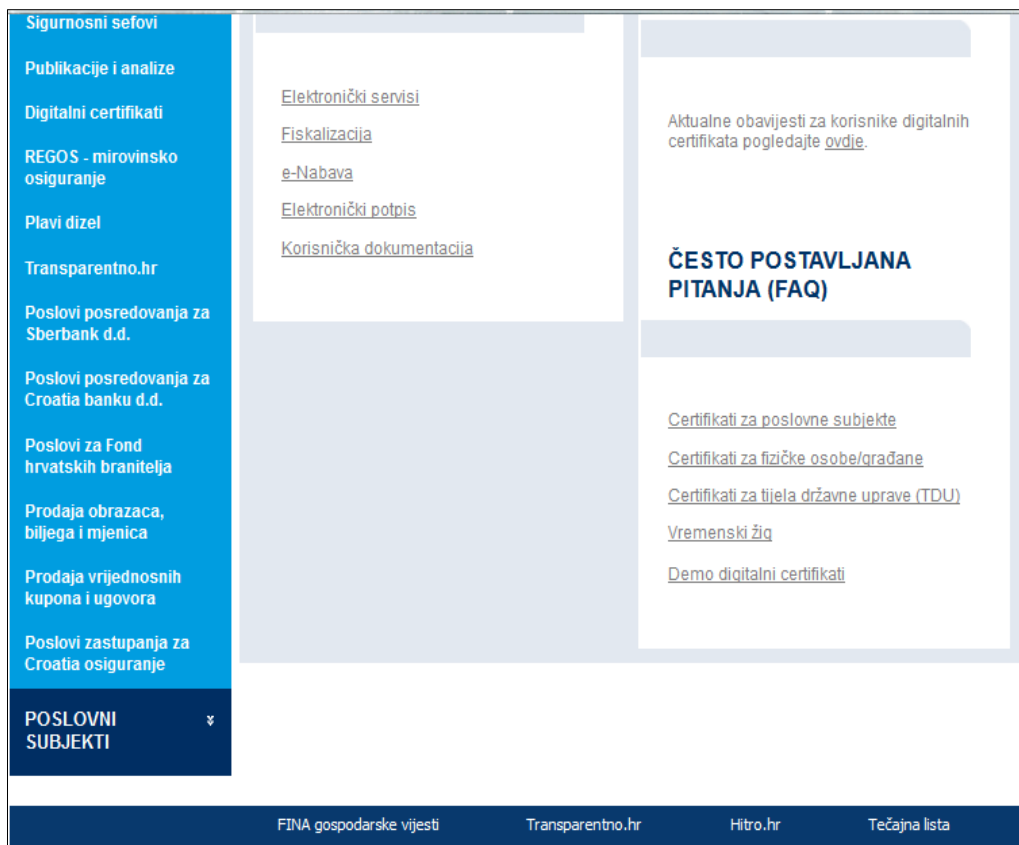 Sigurnosni sefovi
Publikacije i analize
Digitalni certifikati
REGOS - mirovinsko
osiguranje
Plavi dizel
Transparentno.hr
Poslovi posredovanja za
Sberbank d.d.
Poslovi posredovanja za
Croatia banku d.d.
Poslovi za Fond
hrvatskih branitelja
Prodaja obrazaca,
biljega i mjenica
Prodaja vrijednosnih
kupona i ugovora
Poslovi zastupanja za
Croatia osiguranje
POSLOVNI
SUBJEKTI
Elektronički servisi
Fiskalizacija
e-Nabava
Elektronički potpis
Korisnička dokumentacija
Aktualne obavijesti za korisnike digitalnih
certifikata pogledajte ovdje.
ČESTO POSTAVLJANA
PITANJA (FAQ)
Certifikati za poslovne subjekte
Certifikati za fizičke osobe/građane
Certifikati za tijela državne uprave (TDU)
Vremenski žig
Demo digitalni certifikati
FINA gospodarske vijesti
Transparentno.hr
Hitro.hr
Tečajna lista